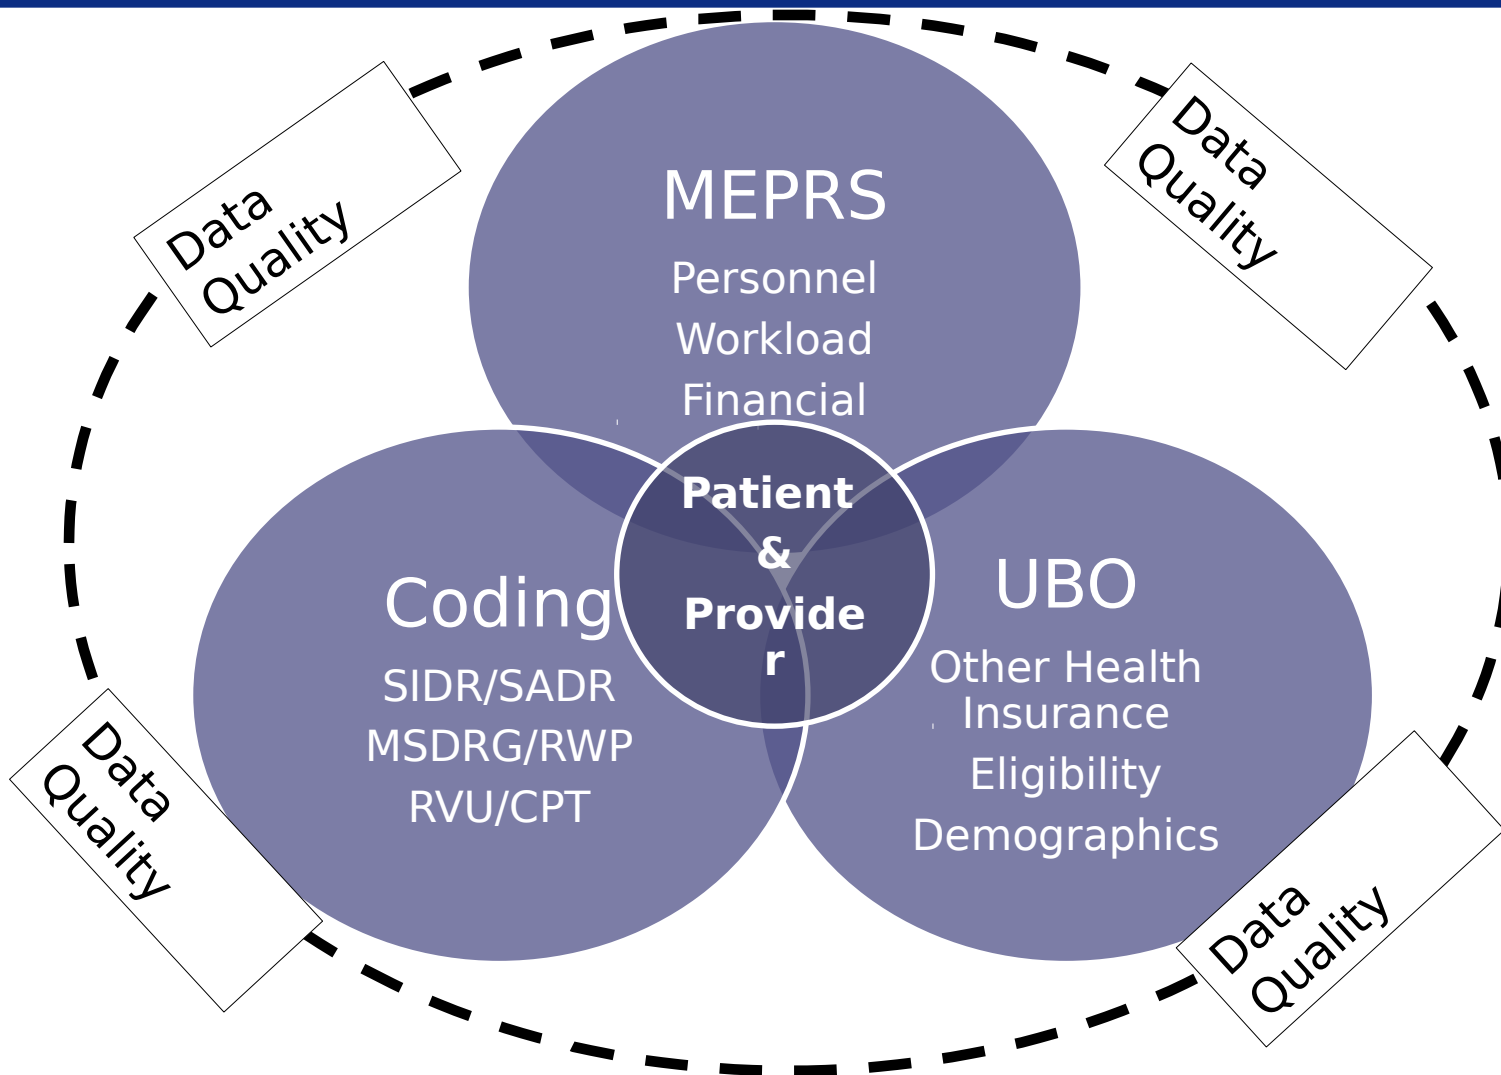 Data
Quality
Data
Quality
MEPRS
Personnel
Workload
Financial
Patient
&
Provide
r
Coding
SIDR/SADR
MSDRG/RWP
RVU/CPT
UBO
Other Health
Insurance
Eligibility
Demographics
Data
Quality
Data
Quality